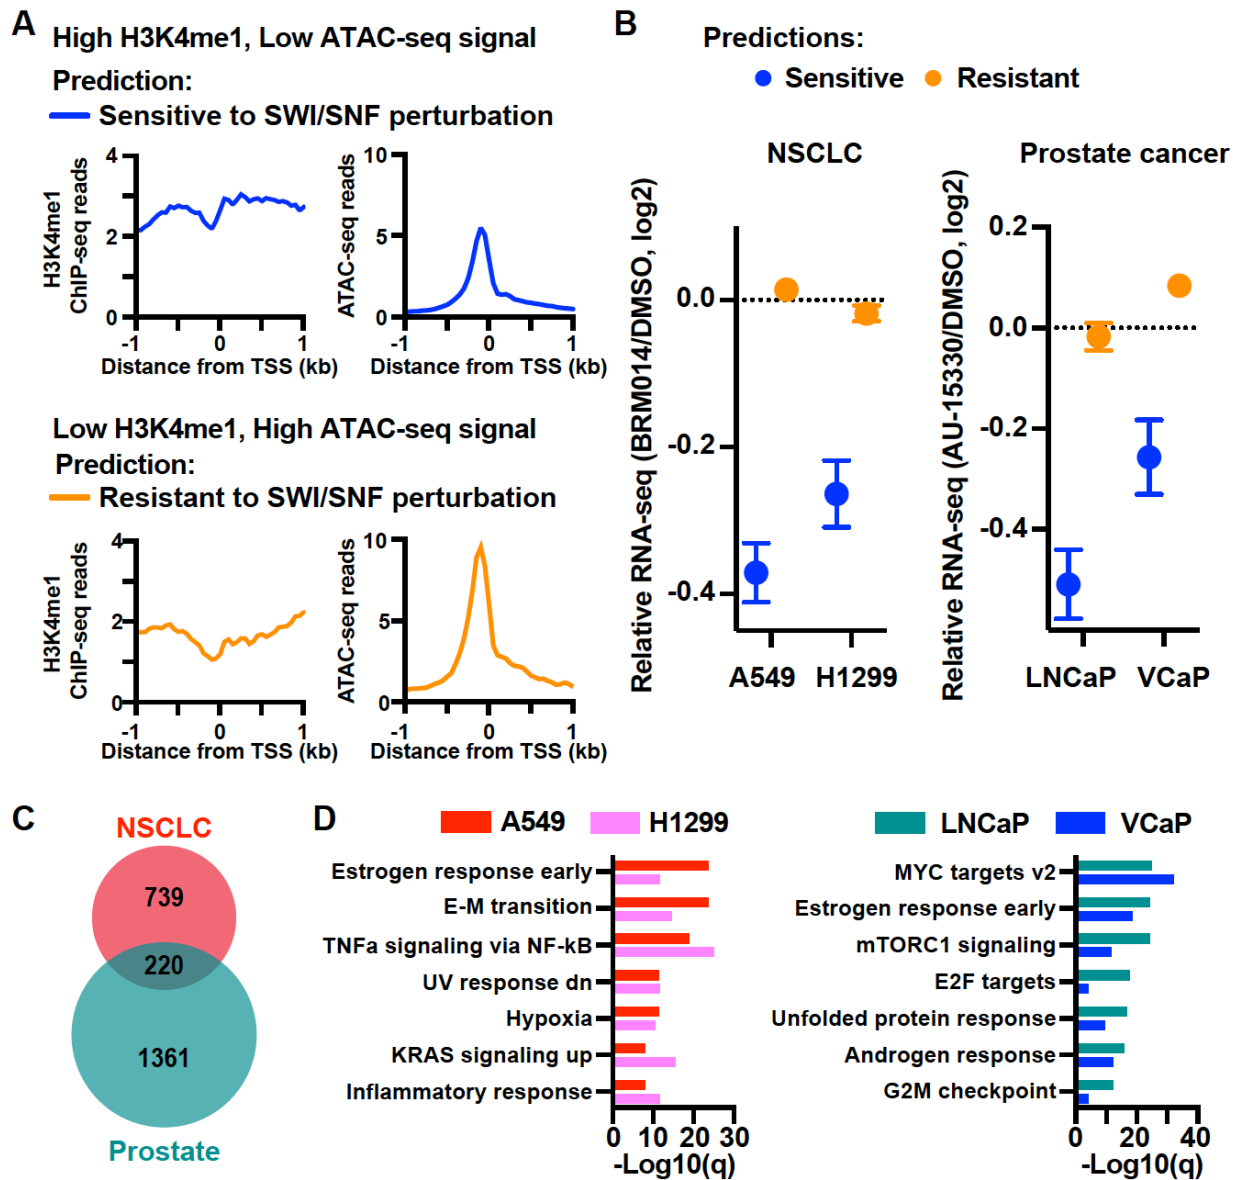 A
High H3K4me1, Low ATAC-seq signal
Prediction:
Sensitive to SWI/SNF perturbation
H3K4me1
ChIP-seq reads
4
2
0
-1
0
1
Distance from TSS (kb)
ATAC-seq reads
10
5
0
-1
0
1
Distance from TSS (kb)
Low H3K4me1, High ATAC-seq signal
Prediction:
Resistant to SWI/SNF perturbation
H3K4me1
ChIP-seq reads
4
2
0
-1
0
1
Distance from TSS (kb)
ATAC-seq reads
10
5
0
-1
0
1
Distance from TSS (kb)
B
Predictions:
Sensitive
Resistant
NSCLC
Relative RNA-seq (BRM014/DMSO, log2)
0.0
-0.2
-0.4
A549
H1299
Prostate cancer
Relative RNA-seq (AU-15330/DMSO, log2)
0.2
0.0
-0.2
-0.4
LNCaP
VCaP
C
NSCLC
739
220
1361
Prostate
D
A549
H1299
Estrogen response early
E-M transition
TNFa signaling via NF-kB
UV response dn
Hypoxia
KRAS signaling up
Inflammatory response
0 10 20 30
-Log10(q)
LNCaP
VCaP
MYC targets v2
Estrogen response early
mTORC1 signaling
E2F targets
Unfolded protein response
Androgen response
G2M checkpoint
0 20 40
-Log10(q)